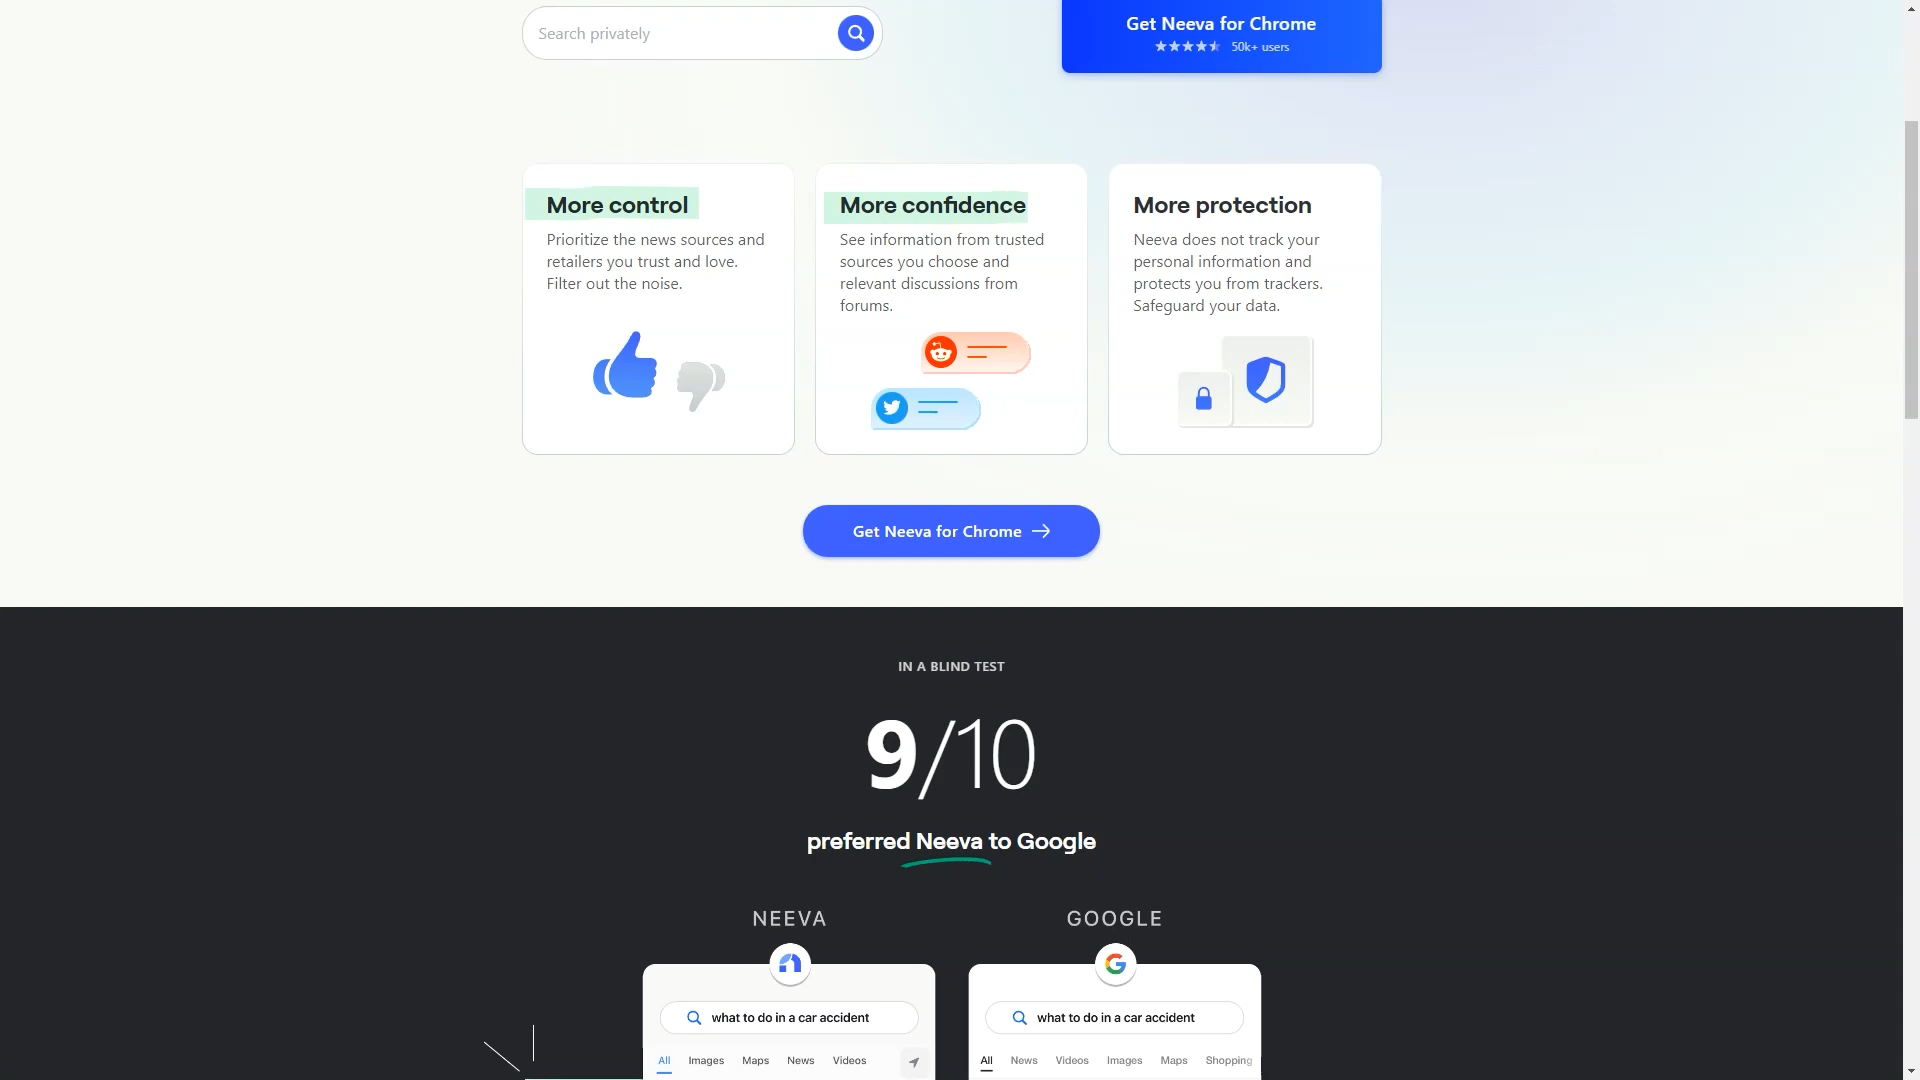 Search privately
Get Neeva for Chrome
50k+ users
More control
Prioritize the news sources and
retailers you trust and love.
Filter out the noise.
More confidence
See information from trusted
sources you choose and
relevant discussions from
forums.
More protection
Neeva does not track your
personal information and
protects you from trackers.
Safeguard your data.
Get Neeva for Chrome
IN A BLIND TEST
9/10
preferred Neeva to Google
NEEVA
what to do in a car accident
All Images Maps News Videos
GOOGLE
what to do in a car accident
All News Videos Images Maps Shopping